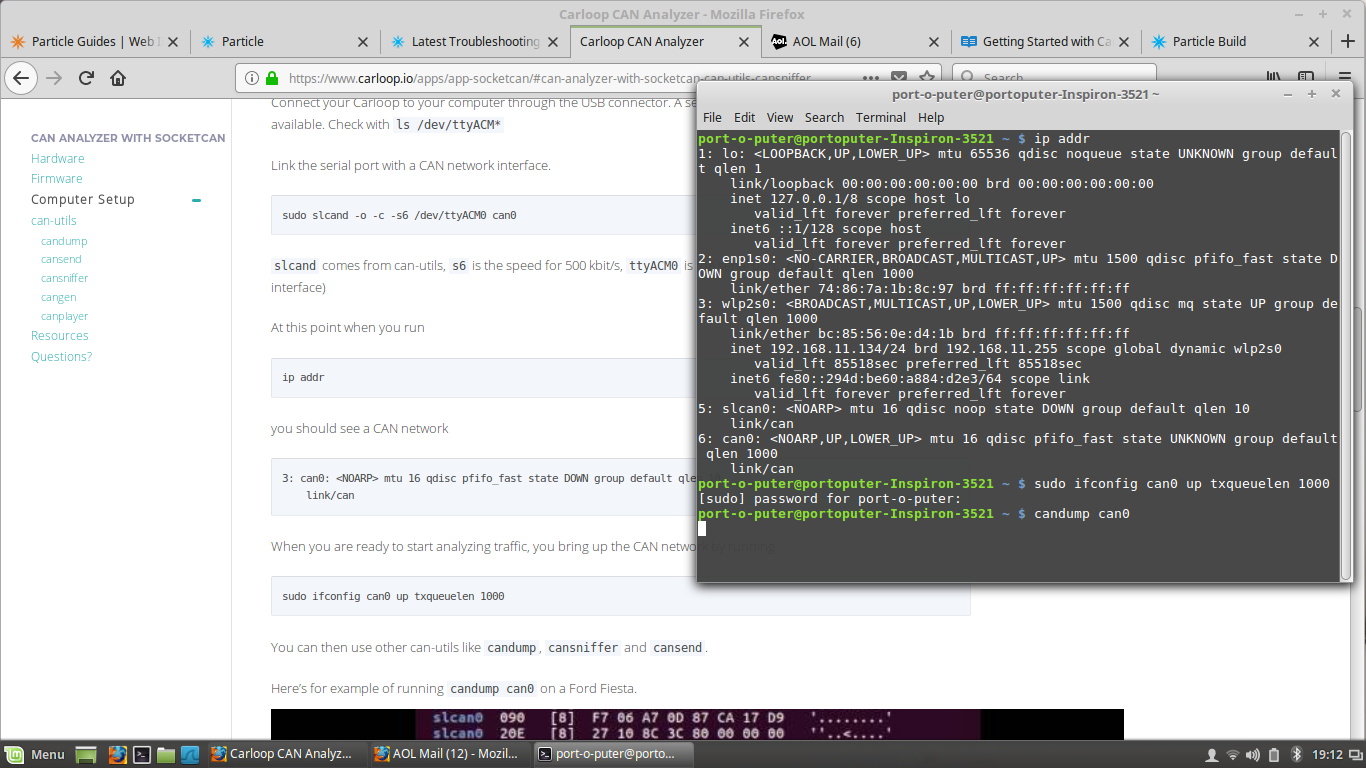 Carloop CAN Analyzer - Mozilla Firefox
Particle Guides | Web I
Particle
Latest Troubleshooting
Carloop CAN Analyzer
AOL Mail (6)
Getting Started with Ca
Particle Build
https://www.carloop.io/apps/app-socketcan/#can-analyzer-with-socketcan-can-utils-cansniffer
Search
CAN ANALYZER WITH SOCKETCAN
Hardware
Firmware
Computer Setup
can-utils
candump
cansend
cansniffer
cangen
canplayer
Resources
Questions?
Connect your Carloop to your computer through the USB connector. A se
available. Check with ls /dev/ttyACM*
Link the serial port with a CAN network interface.
sudo slcand -o -c -s6 /dev/ttyACM0 can0
slcand comes from can-utils, s6 is the speed for 500 kbit/s, ttyACM0 is
interface)
At this point when you run
ip addr
you should see a CAN network
3: can0: <NOARP> mtu 16 qdisc pfifo_fast state DOWN group default qle
link/can
When you are ready to start analyzing traffic, you bring up the CAN network by running
sudo ifconfig can0 up txqueuelen 1000
You can then use other can-utils like candump, cansniffer and cansend.
Here's for example of running candump can0 on a Ford Fiesta.
slcan0 090 [8] F7 06 A7 0D 87 CA 17 D9 '........'
slcan0 20E [8] 27 10 8C 3C 80 00 00 00 ''..<....'
port-o-puter@portoputer-Inspiron-3521 ~
File Edit View Search Terminal Help
port-o-puter@portoputer-Inspiron-3521 ~ $ ip addr
1: lo: <LOOPBACK,UP,LOWER_UP> mtu 65536 qdisc noqueue state UNKNOWN group defaul
t qlen 1
link/loopback 00:00:00:00:00:00 brd 00:00:00:00:00:00
inet 127.0.0.1/8 scope host lo
valid_lft forever preferred_lft forever
inet6 ::1/128 scope host
valid_lft forever preferred_lft forever
2: enp1s0: <NO-CARRIER,BROADCAST,MULTICAST,UP> mtu 1500 qdisc pfifo_fast state D
OWN group default qlen 1000
link/ether 74:86:7a:1b:8c:97 brd ff:ff:ff:ff:ff:ff
3: wlp2s0: <BROADCAST,MULTICAST,UP,LOWER_UP> mtu 1500 qdisc mq state UP group de
fault qlen 1000
link/ether bc:85:56:0e:d4:1b brd ff:ff:ff:ff:ff:ff
inet 192.168.11.134/24 brd 192.168.11.255 scope global dynamic wlp2s0
valid_lft 85518sec preferred_lft 85518sec
inet6 fe80::294d:be60:a884:d2e3/64 scope link
valid_lft forever preferred_lft forever
5: slcan0: <NOARP> mtu 16 qdisc noop state DOWN group default qlen 10
link/can
6: can0: <NOARP,UP,LOWER_UP> mtu 16 qdisc pfifo_fast state UNKNOWN group default
qlen 1000
link/can
port-o-puter@portoputer-Inspiron-3521 ~ $ sudo ifconfig can0 up txqueuelen 1000
[sudo] password for port-o-puter:
port-o-puter@portoputer-Inspiron-3521 ~ $ candump can0
Menu
Carloop CAN Analyz...
AOL Mail (12) - Mozil...
port-o-puter@porto...
19:12